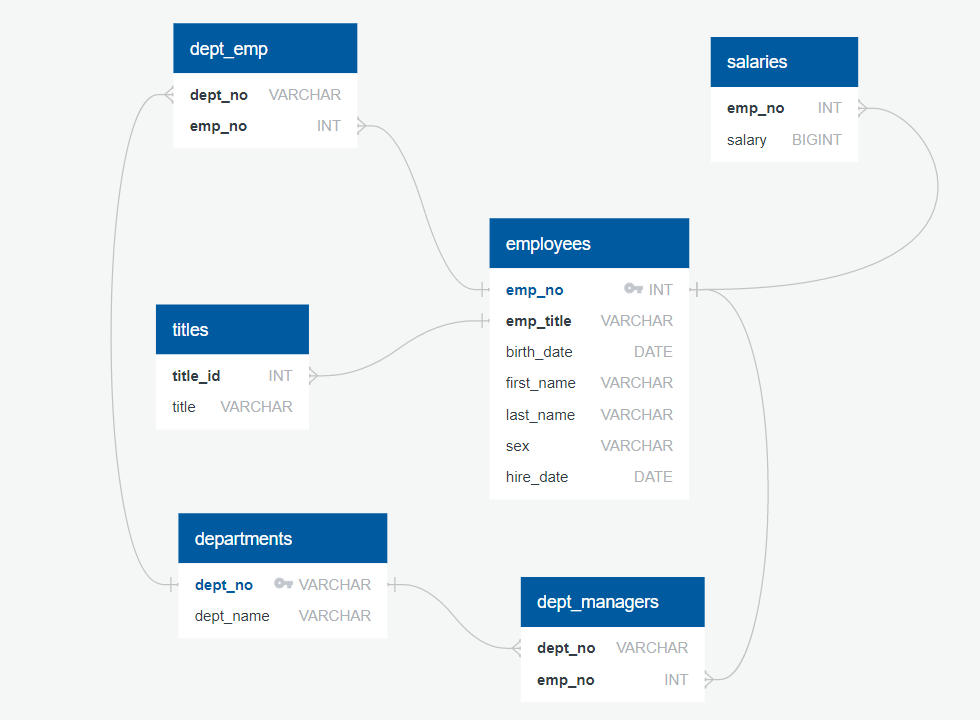 dept_emp
dept_no VARCHAR
emp_no INT
salaries
emp_no INT
salary BIGINT
employees
emp_no INT
emp_title VARCHAR
birth_date DATE
first_name VARCHAR
last_name VARCHAR
sex VARCHAR
hire_date DATE
titles
title_id INT
title VARCHAR
departments
dept_no VARCHAR
dept_name VARCHAR
dept_managers
dept_no VARCHAR
emp_no INT